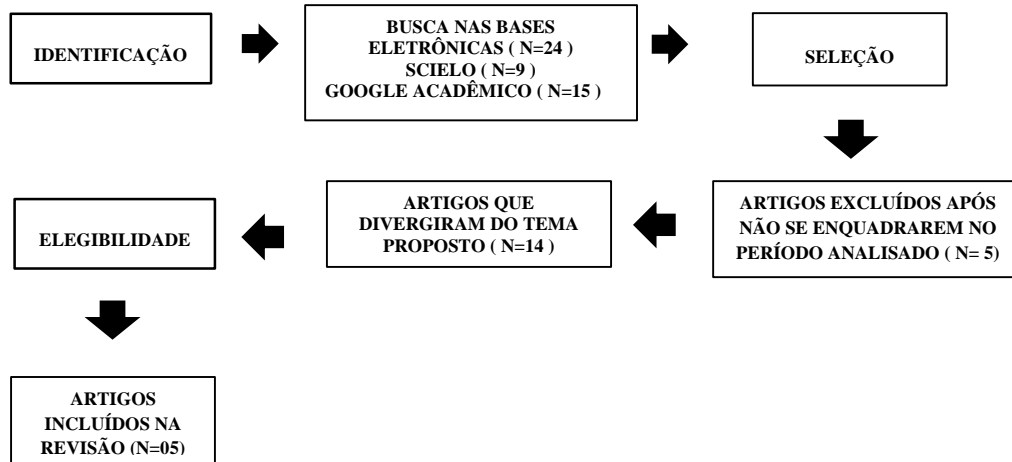 IDENTIFICAÇÃO
BUSCA NAS BASES
ELETRÔNICAS ( N=24 )
SCIELO ( N=9 )
GOOGLE ACADÊMICO ( N=15 )
SELEÇÃO
ARTIGOS EXCLUÍDOS APÓS
NÃO SE ENQUADRAREM NO
PERÍODO ANALISADO ( N= 5)
ARTIGOS QUE
DIVERGIRAM DO TEMA
PROPOSTO ( N=14 )
ELEGIBILIDADE
ARTIGOS
INCLUÍDOS NA
REVISÃO (N=05)